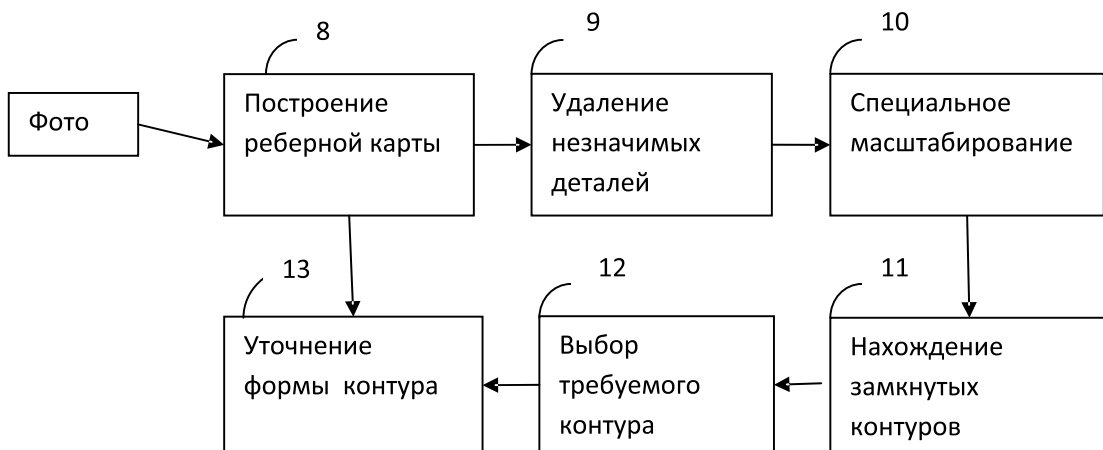 8
9
10
Фото
Построение
реберной карты
Удаление
незначимых
деталей
Специальное
масштабирование
13
12
11
Уточнение
формы контура
Выбор
требуемого
контура
Нахождение
замкнутых
контуров